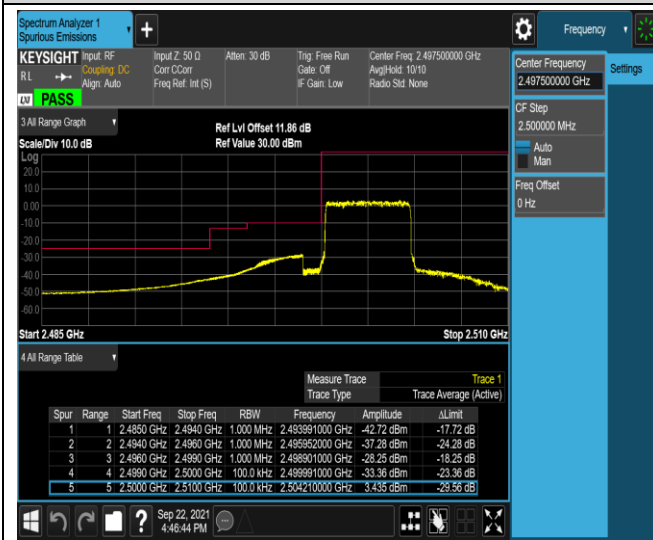 Spectrum Analyzer 1
Spurious Emissions
+
Frequency
KEYSIGHT
Input: RF
Coupling: DC
Align: Auto
Input Z: 50 Ω
Corr CCorr
Freq Ref: Int (S)
Atten: 30 dB
Trig: Free Run
Gate: Off
IF Gain: Low
Center Freq: 2.497500000 GHz
Avg|Hold: 10/10
Radio Std: None
R L
LXI PASS
Center Frequency
2.497500000 GHz
Settings
CF Step
2.500000 MHz
Auto
Man
Freq Offset
0 Hz
3 All Range Graph
Scale/Div 10.0 dB
Ref Lvl Offset 11.86 dB
Ref Value 30.00 dBm
Log
20.0
10.0
0.00
-10.0
-20.0
-30.0
-40.0
-50.0
-60.0
Start 2.485 GHz
Stop 2.510 GHz
4 All Range Table
Measure Trace Trace 1
Trace Type Trace Average (Active)
Spur Range Start Freq Stop Freq RBW Frequency Amplitude ΔLimit
1 1 2.4850 GHz 2.4940 GHz 1.000 MHz 2.493991000 GHz -42.72 dBm -17.72 dB
2 2 2.4940 GHz 2.4960 GHz 1.000 MHz 2.495952000 GHz -37.28 dBm -24.28 dB
3 3 2.4960 GHz 2.4990 GHz 1.000 MHz 2.498901000 GHz -28.25 dBm -18.25 dB
4 4 2.4990 GHz 2.5000 GHz 100.0 kHz 2.499991000 GHz -33.36 dBm -23.36 dB
5 5 2.5000 GHz 2.5100 GHz 100.0 kHz 2.504210000 GHz 3.435 dBm -29.56 dB
?
Sep 22, 2021
4:46:44 PM